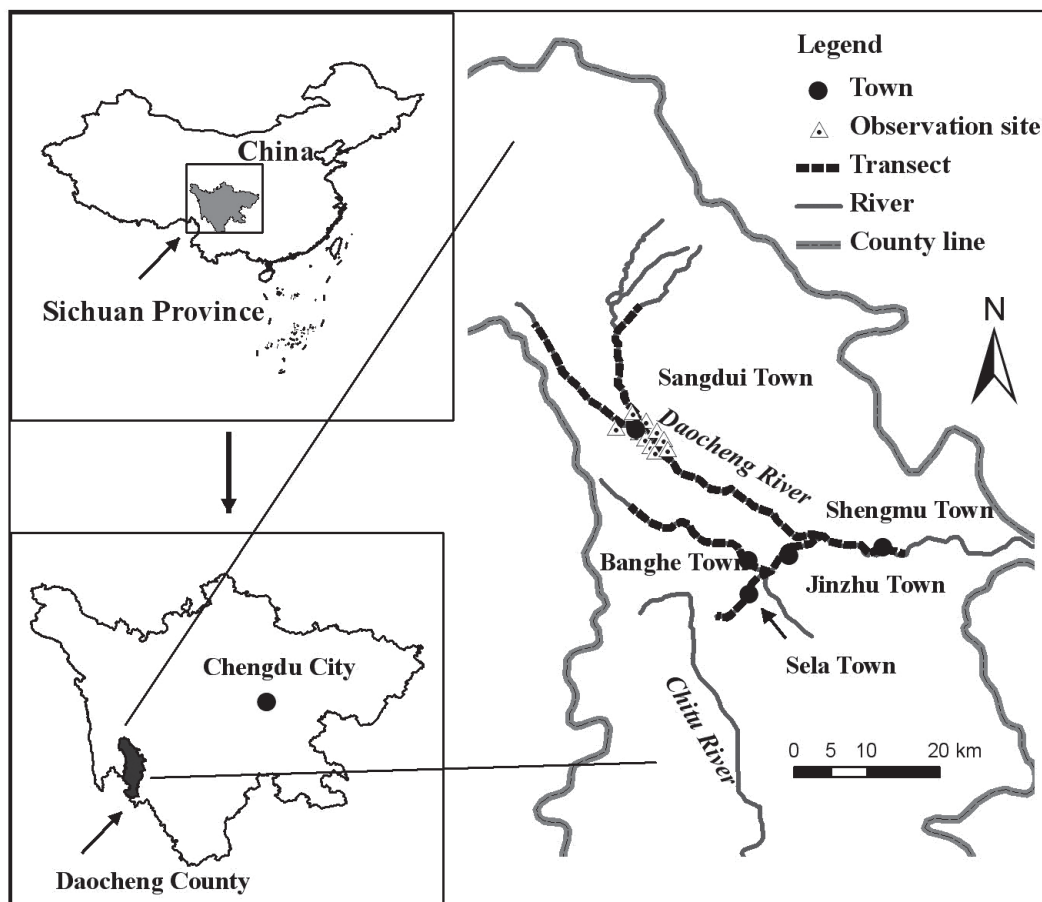 China
Sichuan Province
Chengdu City
Daocheng County
Legend
Town
Observation site
Transect
River
County line
N
Sangdui Town
Daocheng River
Shengmu Town
Banghe Town
Jinzhu Town
Sela Town
Chitu River
0 5 10 20 km